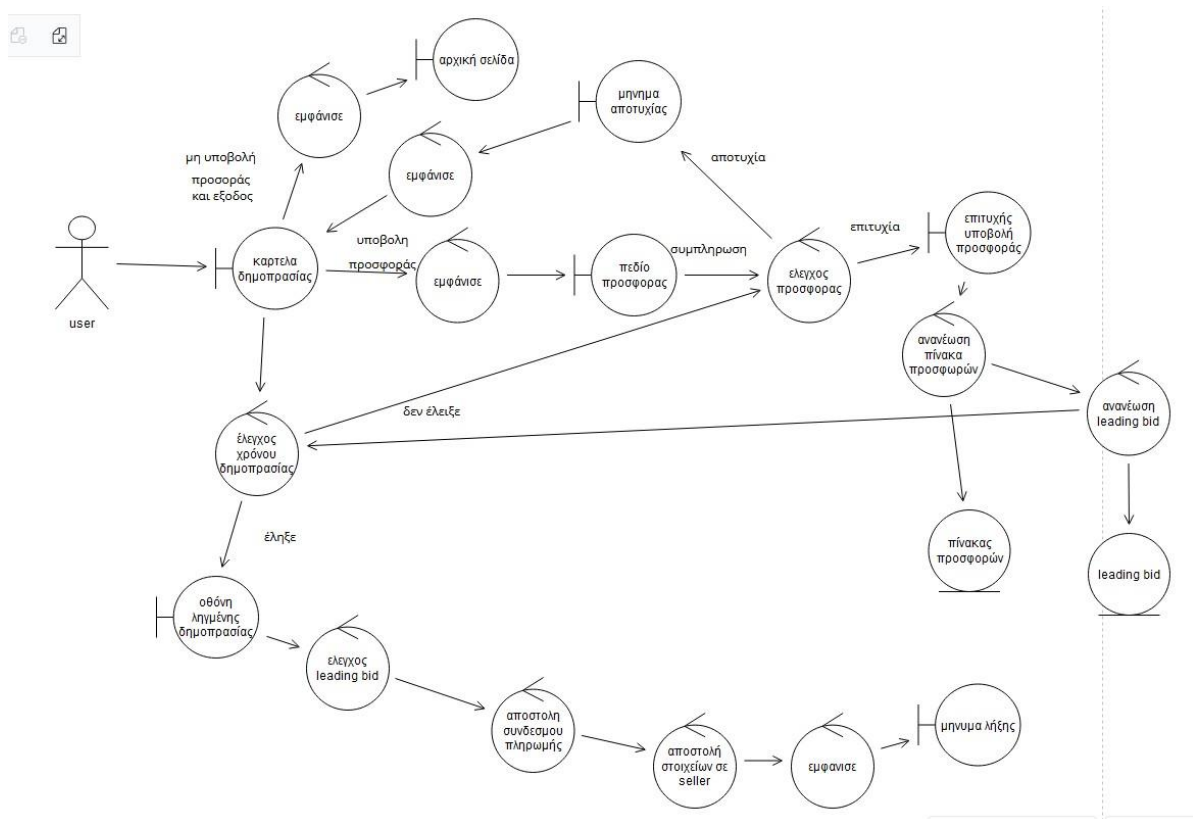 αρχική σελίδα
εμφάνισε
μηνημα
αποτυχίας
μη υποβολή
προσοράς
και εξοδος
εμφάνισε
αποτυχία
user
καρτελα
δημοπρασίας
υποβολη
προσφοράς
εμφάνισε
πεδίο
προσφορας
συμπληρωση
ελεγχος
προσφορας
επιτυχία
επιτυχής
υποβολή
προσφοράς
ανανέωση
πίνακα
προσφωρών
ανανέωση
leading bid
δεν έλειξε
έλεγχος
χρόνου
δημοπρασίας
έληξε
πίνακας
προσφορών
leading bid
οθόνη
ληγμένης
δημοπρασίας
ελεγχος
leading bid
αποστολη
συνδεσμου
πληρωμής
αποστολή
στοιχείων σε
seller
εμφανισε
μηνυμα λήξης